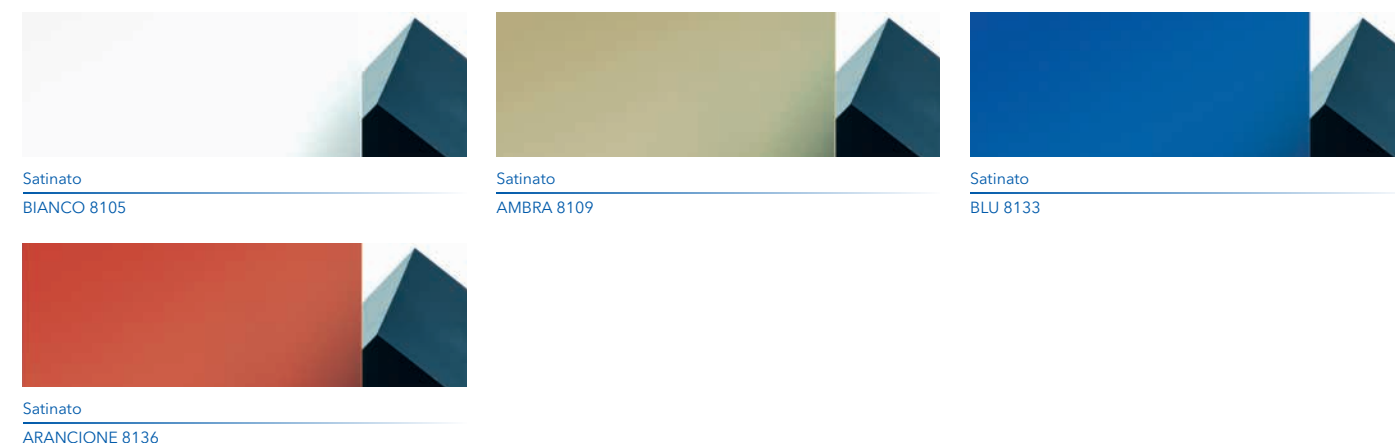 Satinato
BIANCO 8105
Satinato
AMBRA 8109
Satinato
BLU 8133
Satinato
ARANCIONE 8136